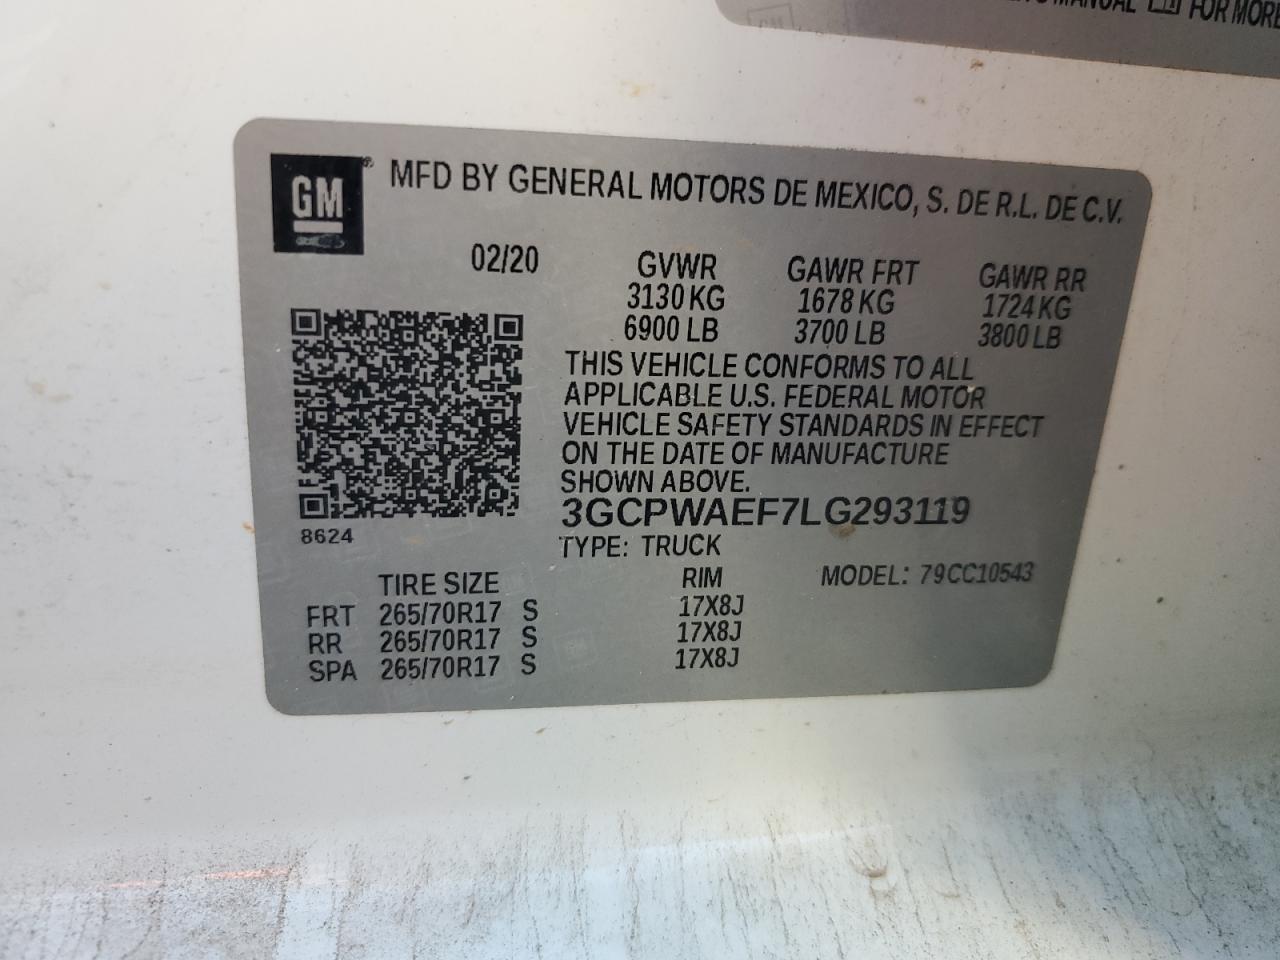 MANUAL FOR MORE
GM
GM® MFD BY GENERAL MOTORS DE MEXICO, S. DE R.L. DE C.V.
02/20 GVWR GAWR FRT GAWR RR
3130 KG 1678 KG 1724 KG
6900 LB 3700 LB 3800 LB
THIS VEHICLE CONFORMS TO ALL
APPLICABLE U.S. FEDERAL MOTOR
VEHICLE SAFETY STANDARDS IN EFFECT
ON THE DATE OF MANUFACTURE
SHOWN ABOVE.
3GCPWAEF7LG293119
8624
TYPE: TRUCK
TIRE SIZE RIM MODEL: 79CC10543
FRT 265/70R17 S 17X8J
RR 265/70R17 S 17X8J
SPA 265/70R17 S 17X8J